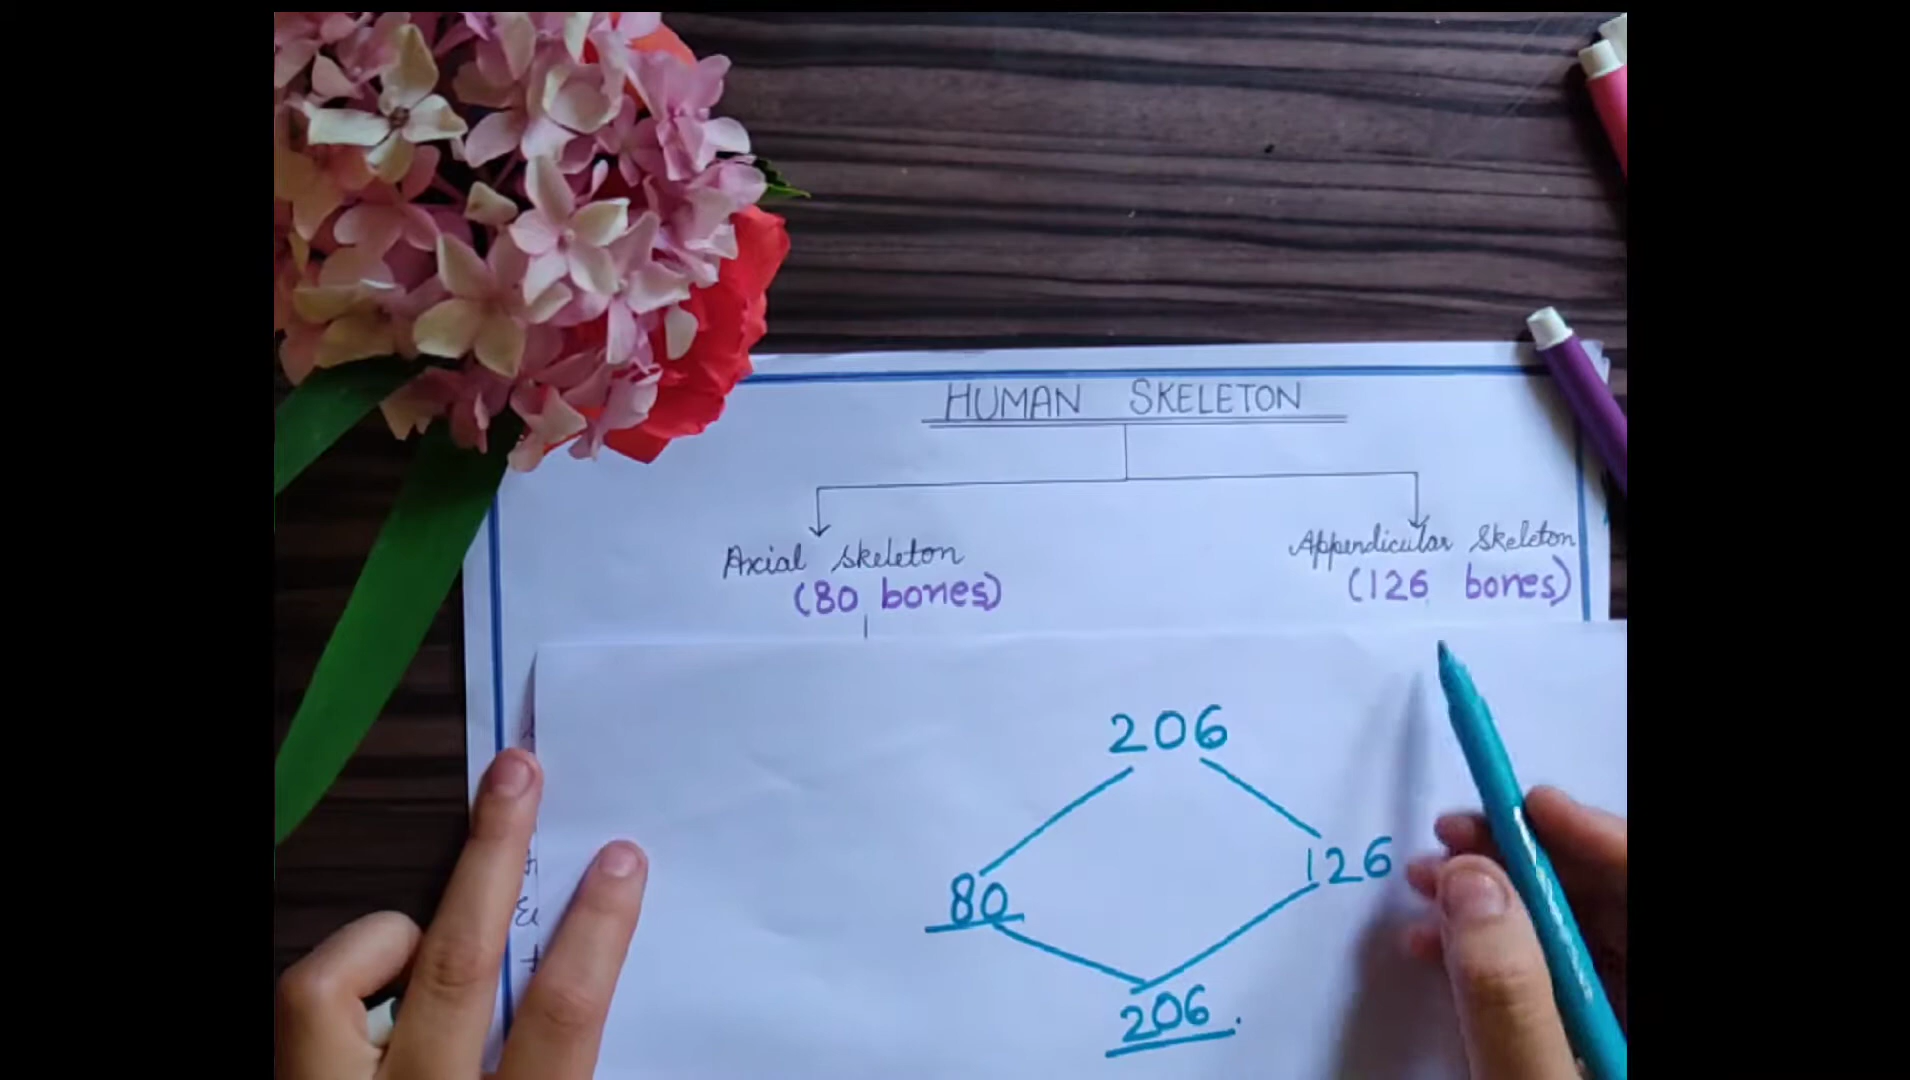 HUMAN SKELETON
Axial Skeleton
(80 bones)
Appendicular Skeleton
(126 bones)
206
80
126
206.